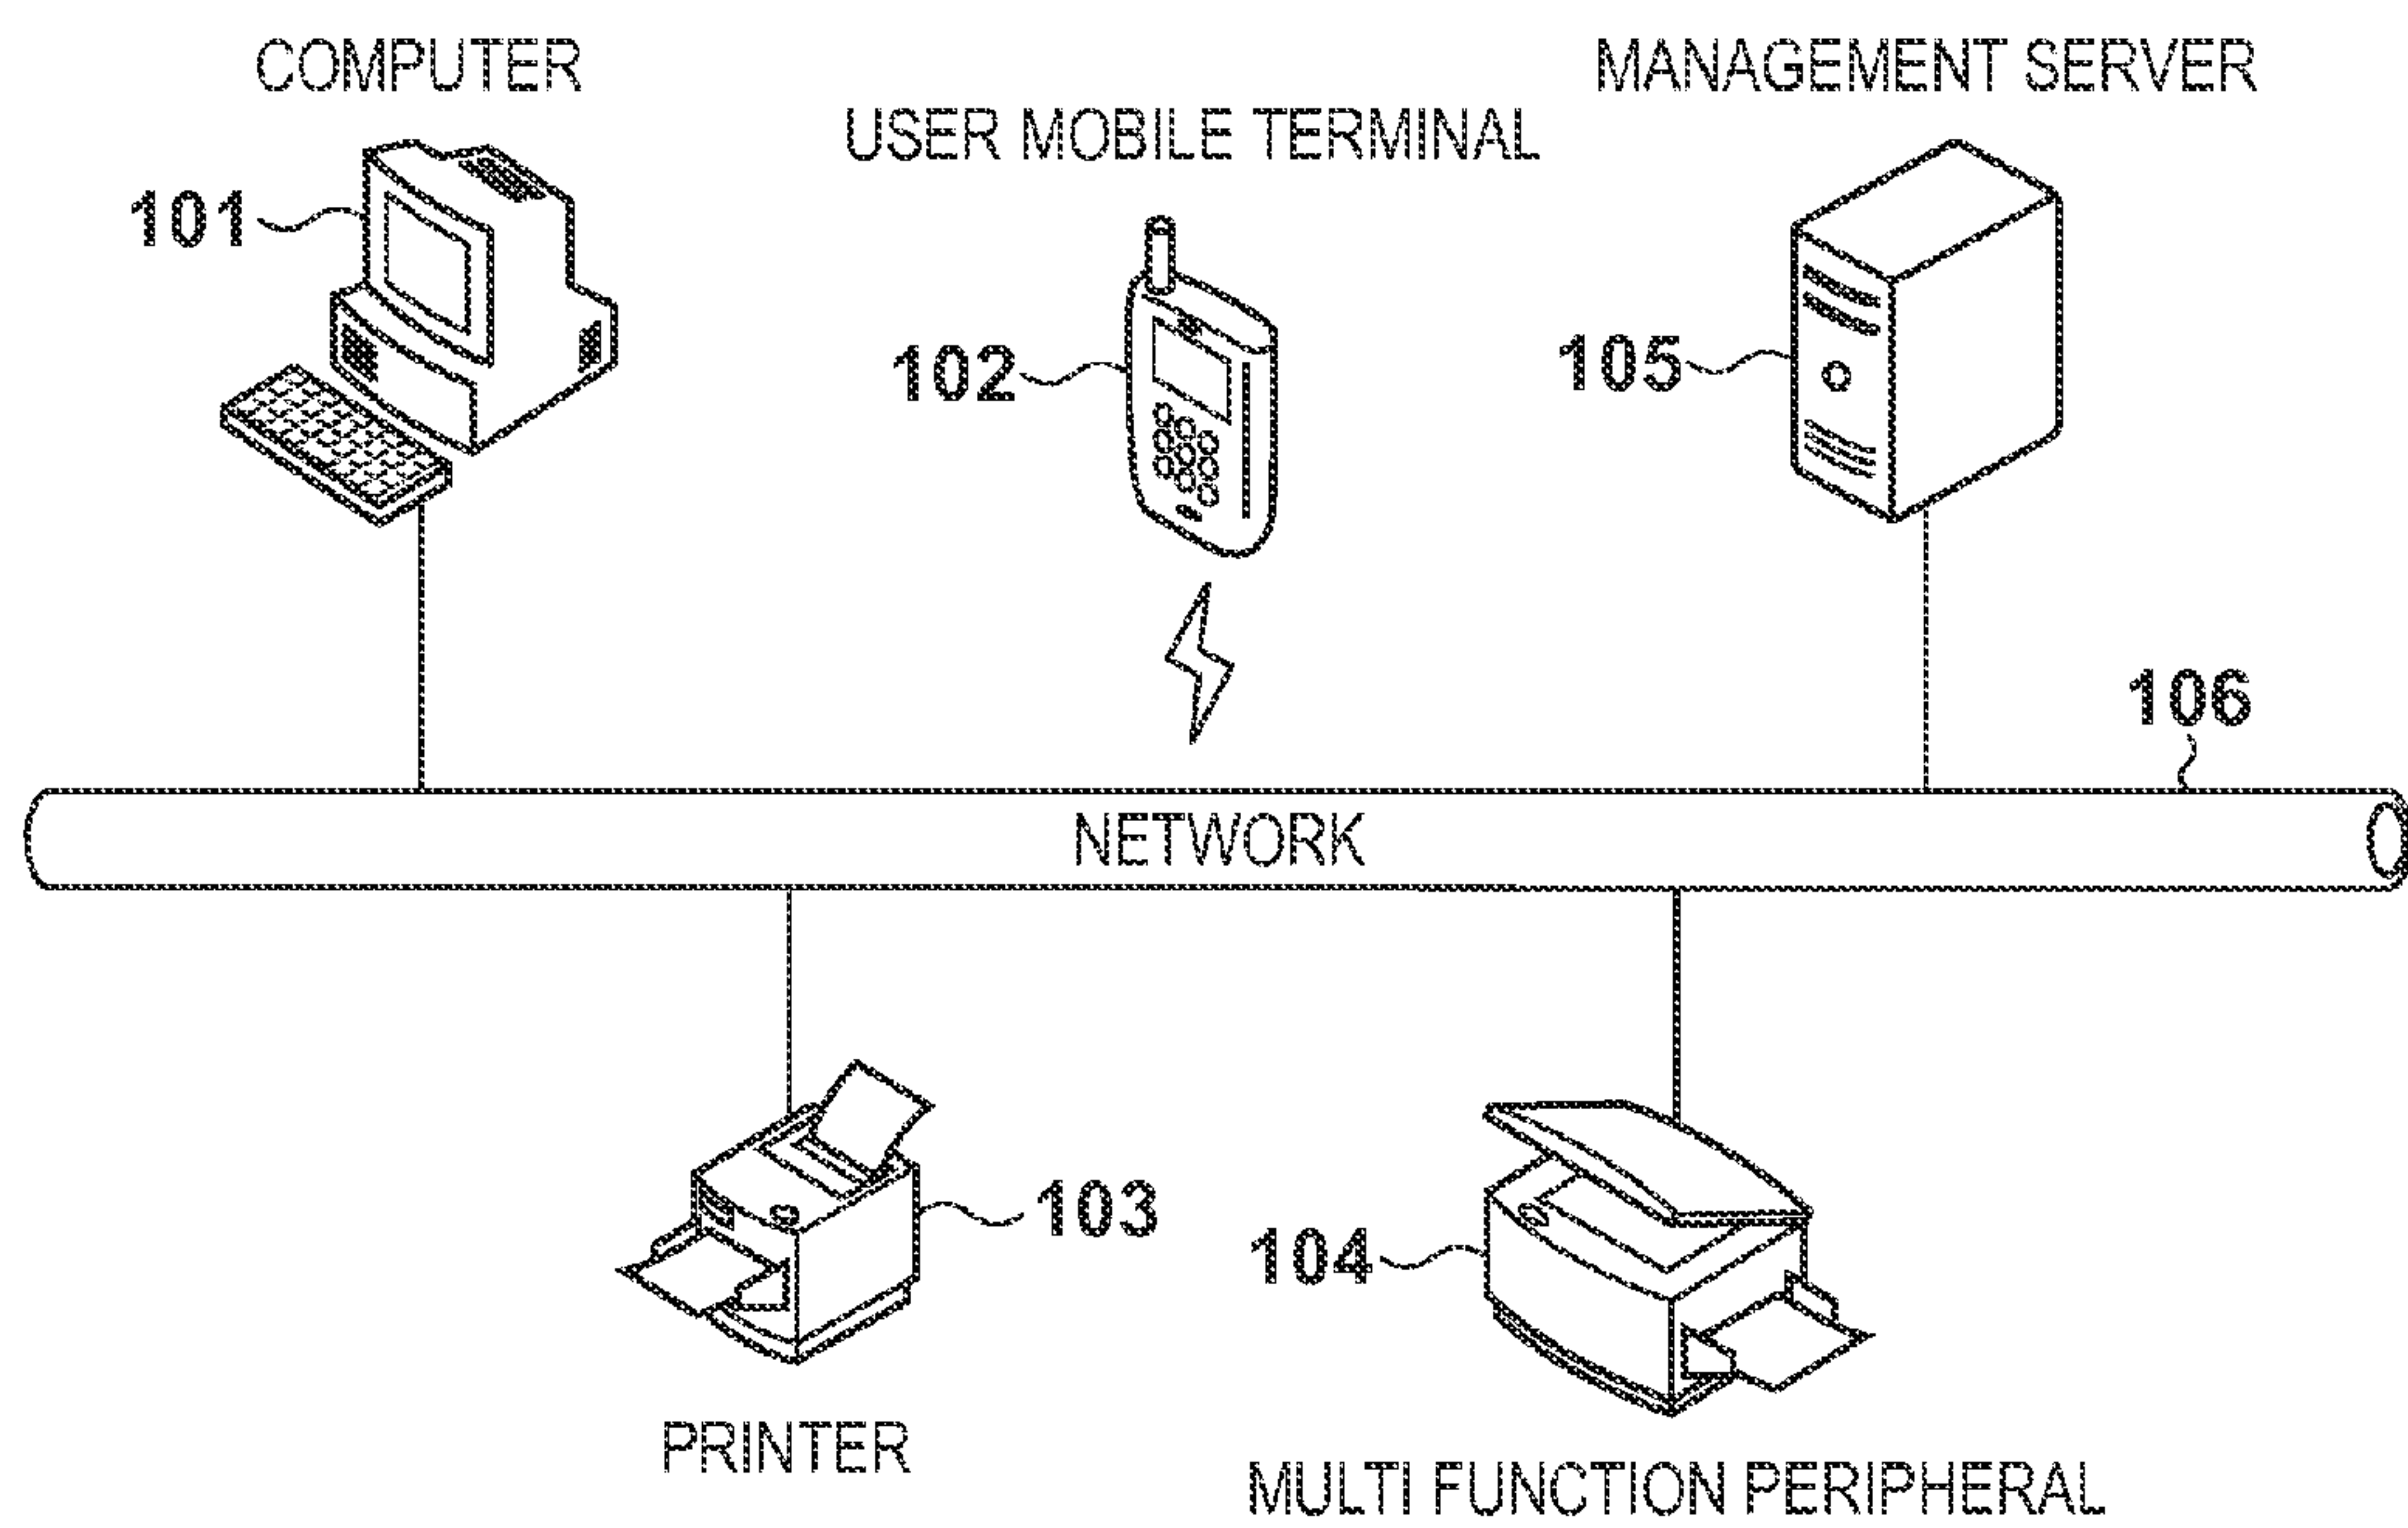 COMPUTER
MANAGEMENT SERVER
USER MOBILE TERMINAL
101
102
105
106
NETWORK
103
104
PRINTER
MULTI FUNCTION PERIPHERAL